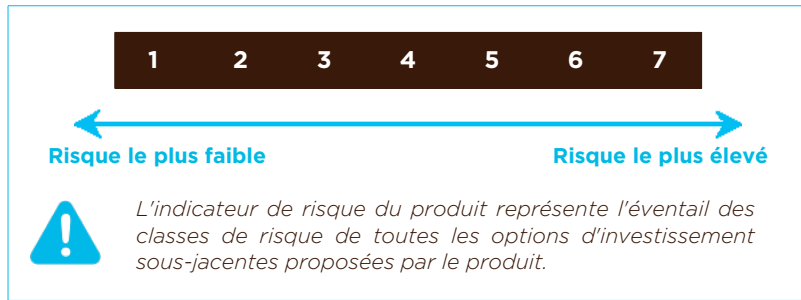 1 2 3 4 5 6 7
Risque le plus faible Risque le plus élevé
L'indicateur de risque du produit représente l'éventail des
classes de risque de toutes les options d'investissement
sous-jacentes proposées par le produit.